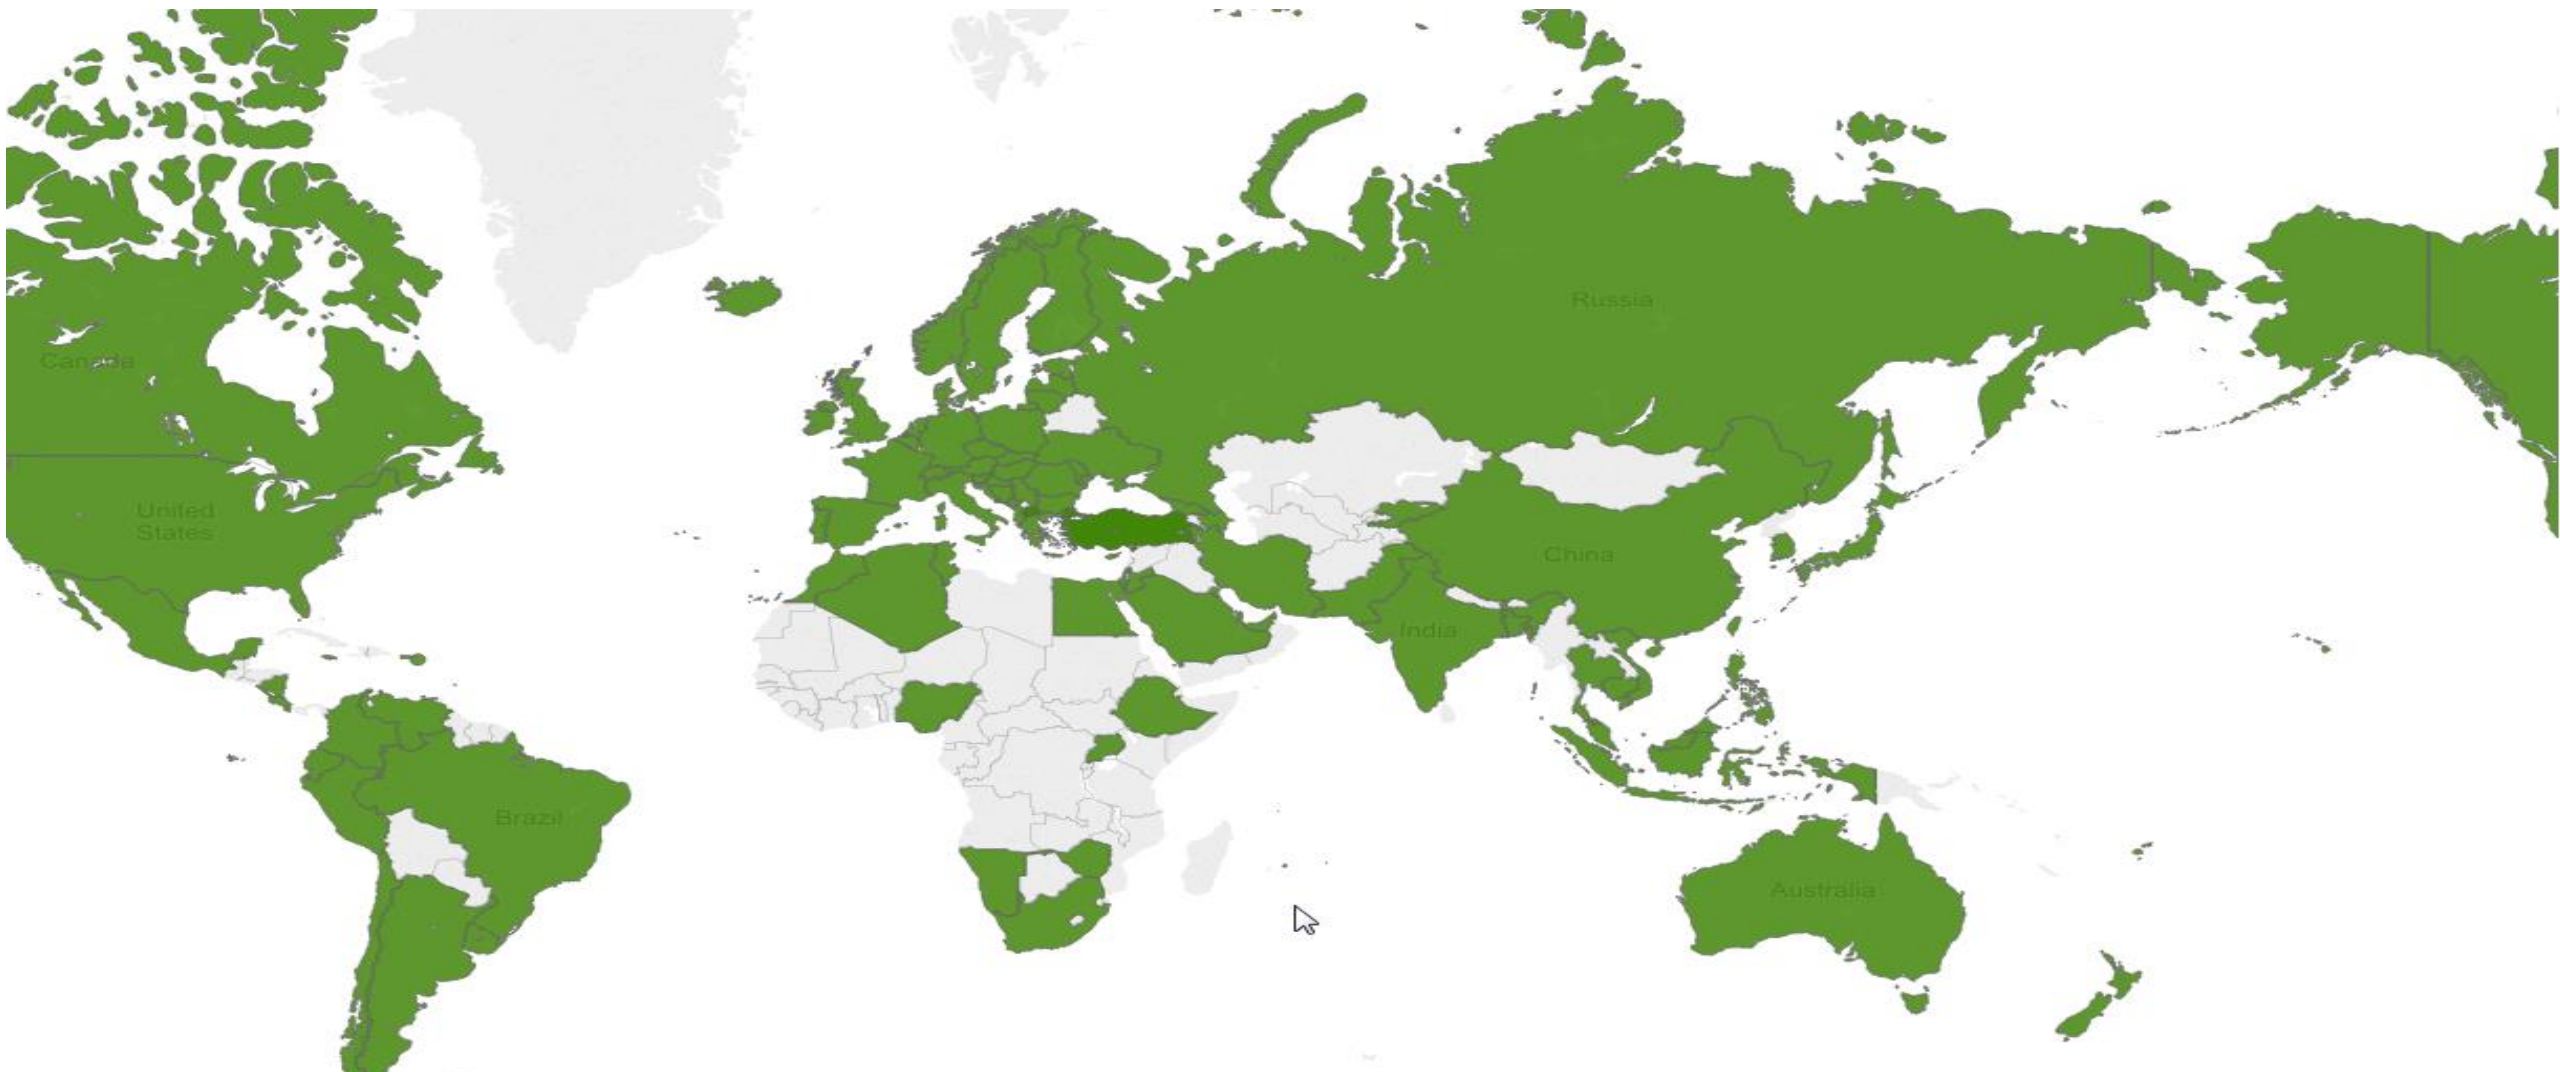 Russia
Canada
United
States
China
India
Brazil
Australia